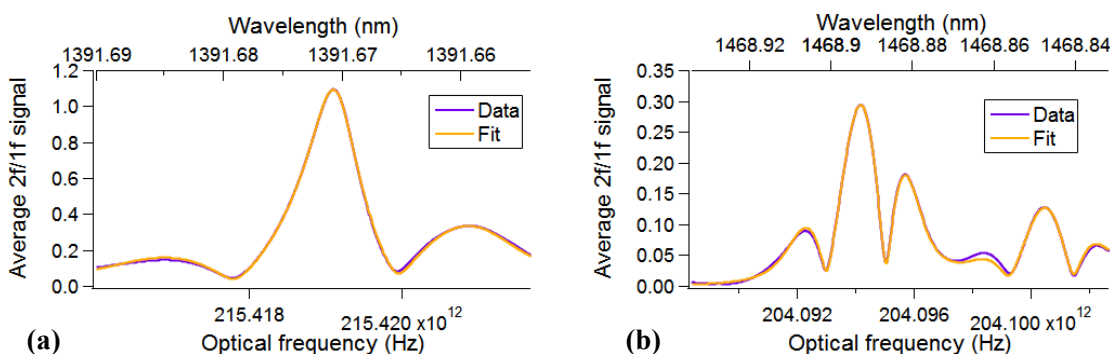 Wavelength (nm)
1391.69 1391.68 1391.67 1391.66
Average 2f/1f signal
1.2
1.0
0.8
0.6
0.4
0.2
0.0
Data
Fit
215.418 215.420 x10¹²
(a) Optical frequency (Hz)
Wavelength (nm)
1468.92 1468.9 1468.88 1468.86 1468.84
Average 2f/1f signal
0.35
0.30
0.25
0.20
0.15
0.10
0.05
0.00
Data
Fit
204.092 204.096 204.100 x10¹²
(b) Optical frequency (Hz)